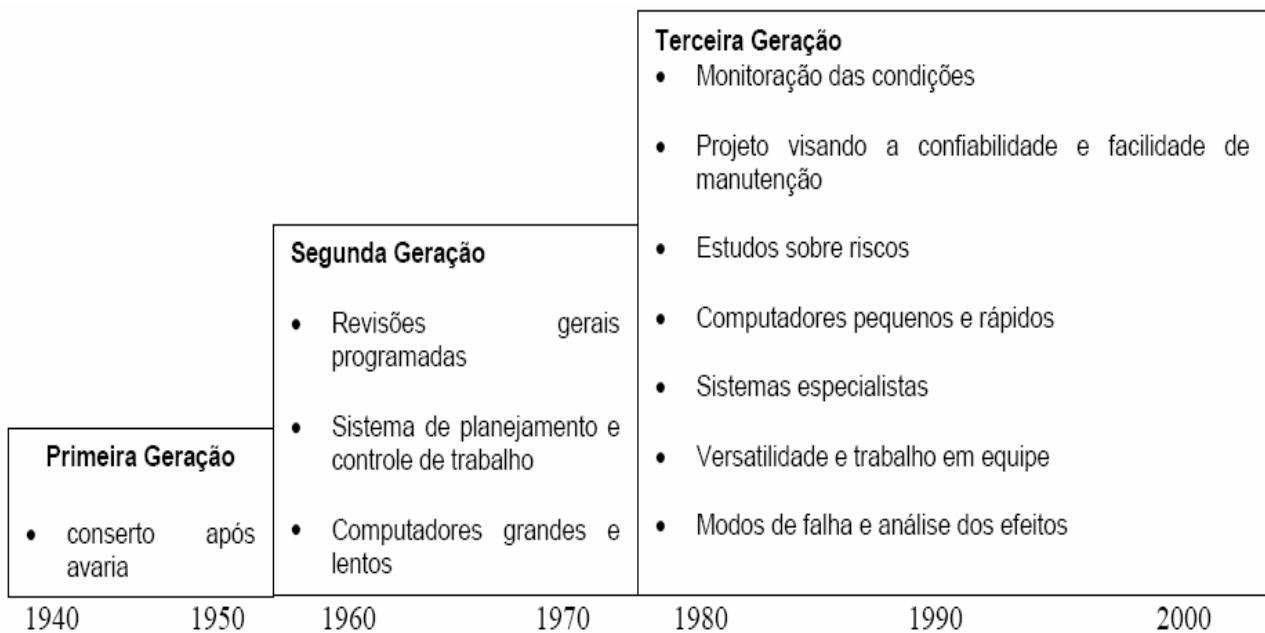 Primeira Geração
• conserto após
avaria
Segunda Geração
• Revisões gerais
programadas
• Sistema de planejamento e
controle de trabalho
• Computadores grandes e
lentos
Terceira Geração
• Monitoração das condições
• Projeto visando a confiabilidade e facilidade de
manutenção
• Estudos sobre riscos
• Computadores pequenos e rápidos
• Sistemas especialistas
• Versatilidade e trabalho em equipe
• Modos de falha e análise dos efeitos
1940 1950 1960 1970 1980 1990 2000